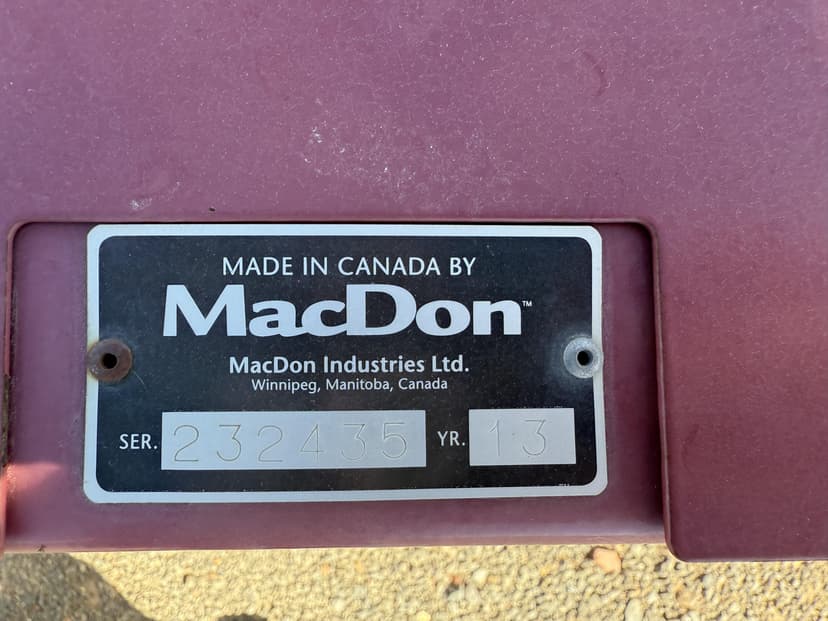 MADE IN CANADA BY
MacDon™
MacDon Industries Ltd.
Winnipeg, Manitoba, Canada
SER. 232435 YR. 13